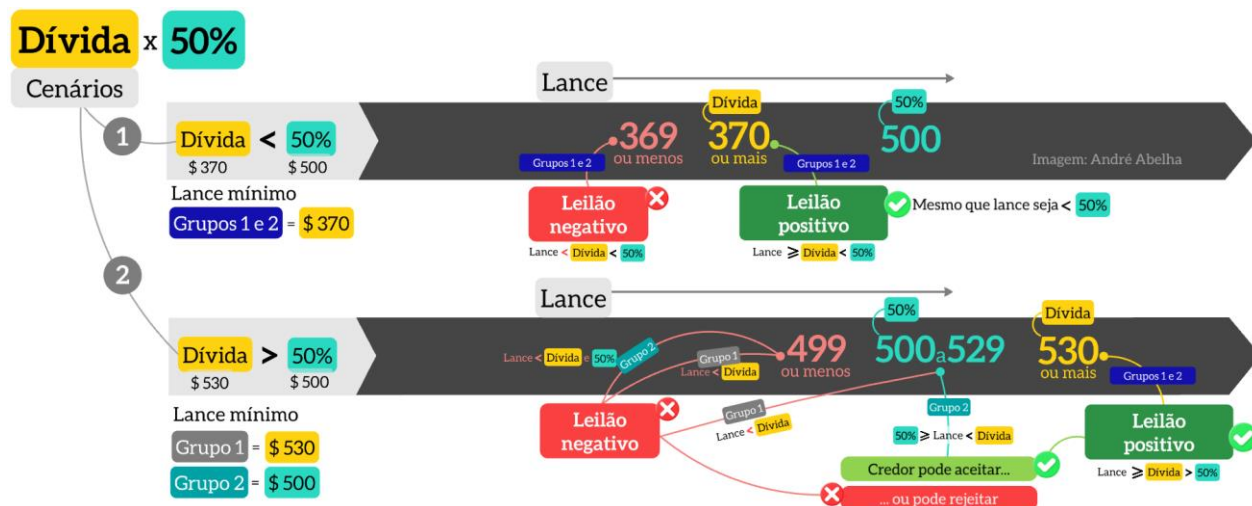 Dívida x 50%
Cenários
Lance
1
Dívida < 50%
$ 370 $ 500
Lance mínimo
Grupos 1 e 2 = $ 370
369
ou menos
Dívida
370
ou mais
50%
500
Imagem: André Abelha
Grupos 1 e 2
Leilão
negativo
Lance < Dívida < 50%
Grupos 1 e 2
Leilão
positivo
Lance ⩾ Dívida < 50%
Mesmo que lance seja < 50%
2
Lance
Dívida > 50%
$ 530 $ 500
Lance mínimo
Grupo 1 = $ 530
Grupo 2 = $ 500
Lance < Dívida e 50%
Grupo 2
Grupo 1
Lance < Dívida
499
ou menos
50%
500 a 529
Dívida
530
ou mais
Grupos 1 e 2
Leilão
negativo
Grupo 1
Lance < Dívida
Grupo 2
50% ⩾ Lance < Dívida
Credor pode aceitar...
... ou pode rejeitar
Leilão
positivo
Lance ⩾ Dívida > 50%